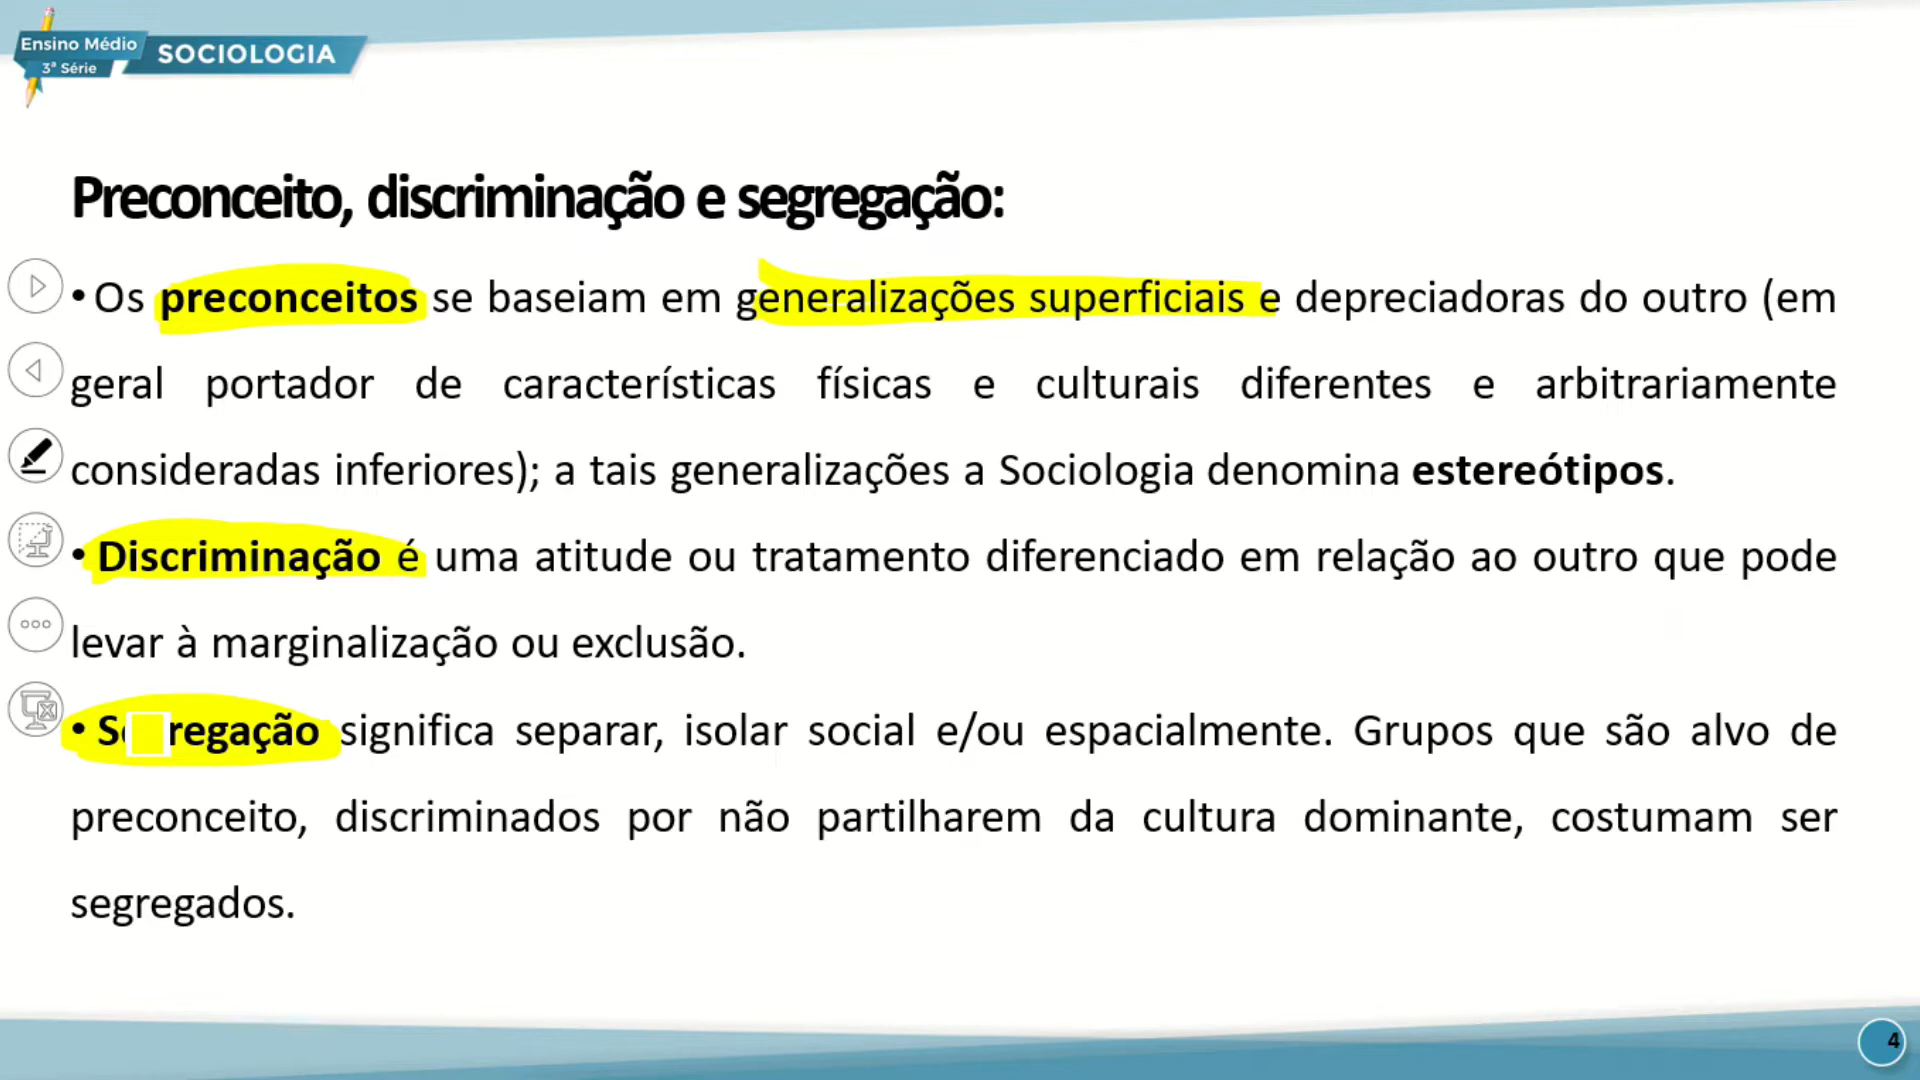 Ensino Médio
3ª Série
SOCIOLOGIA
Preconceito, discriminação e segregação:
• Os preconceitos se baseiam em generalizações superficiais e depreciadoras do outro (em
geral portador de características físicas e culturais diferentes e arbitrariamente
consideradas inferiores); a tais generalizações a Sociologia denomina estereótipos.
• Discriminação é uma atitude ou tratamento diferenciado em relação ao outro que pode
levar à marginalização ou exclusão.
• Segregação significa separar, isolar social e/ou espacialmente. Grupos que são alvo de
preconceito, discriminados por não partilharem da cultura dominante, costumam ser
segregados.
4